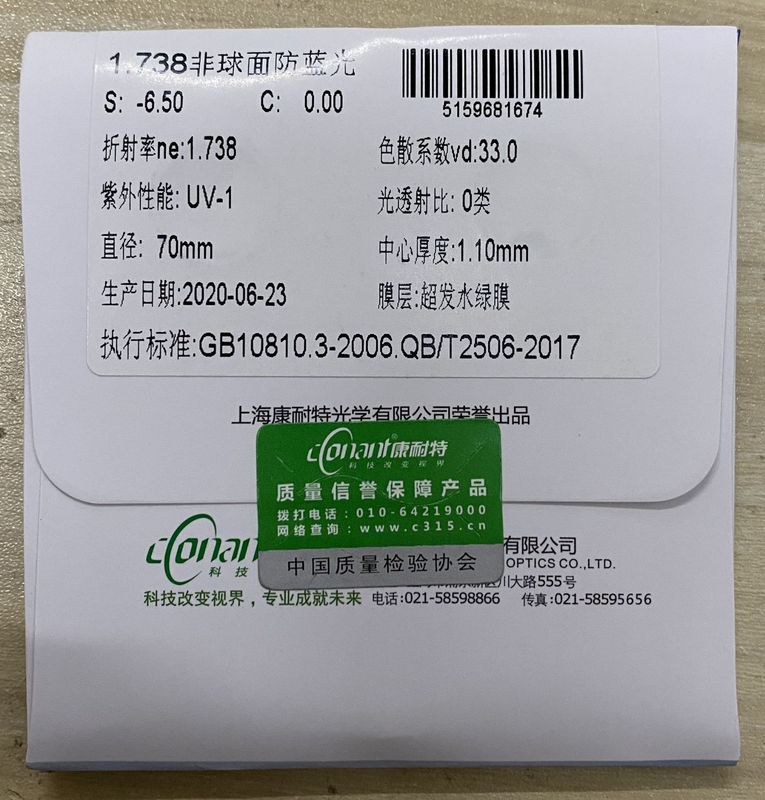 1.738非球面防蓝光
S: -6.50 C: 0.00
5159681674
折射率ne:1.738 色散系数vd:33.0
紫外性能: UV-1 光透射比: 0类
直径: 70mm 中心厚度:1.10mm
生产日期:2020-06-23 膜层:超发水绿膜
执行标准:GB10810.3-2006.QB/T2506-2017
上海康耐特光学有限公司荣誉出品
Conant®康耐特
科技改变视界
质量信誉保障产品
拨打电话:010-64219000
网络查询:www.c315.cn
中国质量检验协会
Conant 有限公司
科技 OPTICS CO.,LTD.
川大路555号
科技改变视界,专业成就未来 电话:021-58598866 传真:021-58595656